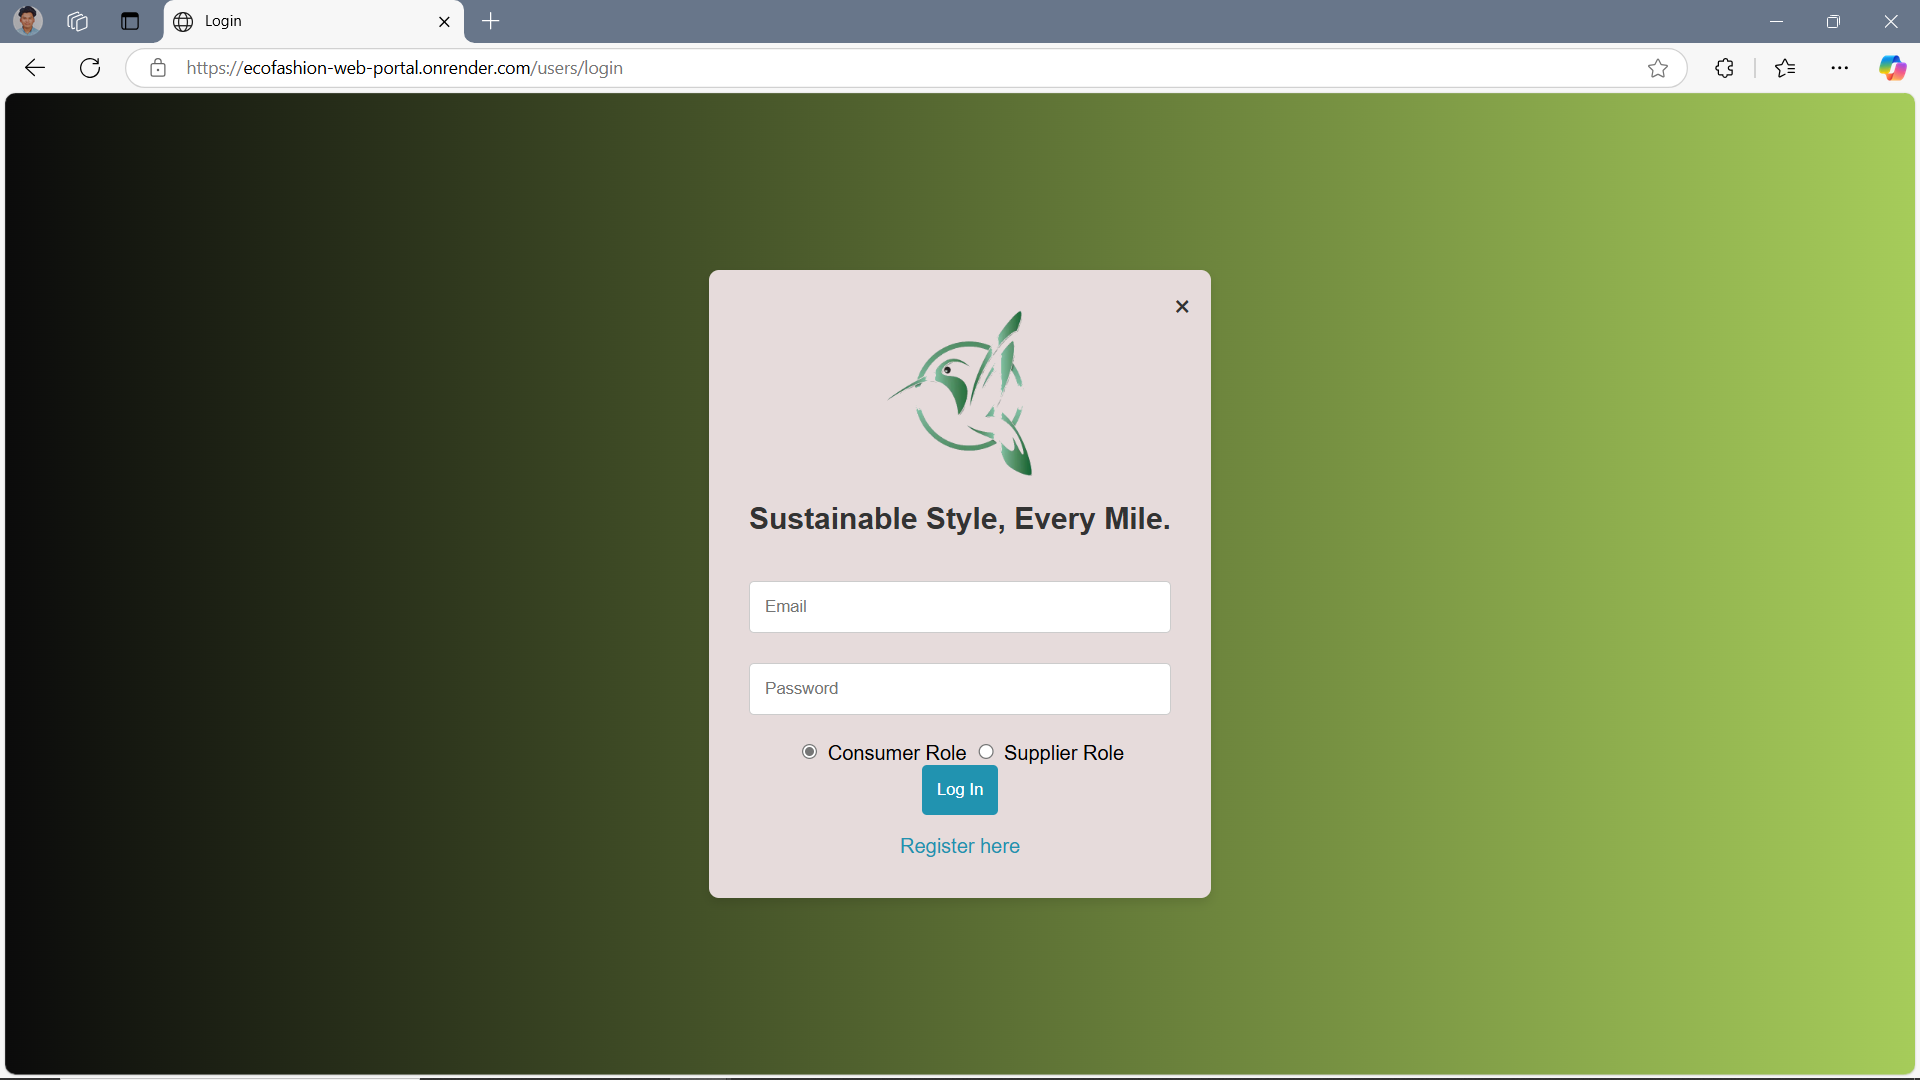 Login
https://ecofashion-web-portal.onrender.com/users/login
Sustainable Style, Every Mile.
Email
Password
Consumer Role Supplier Role
Log In
Register here